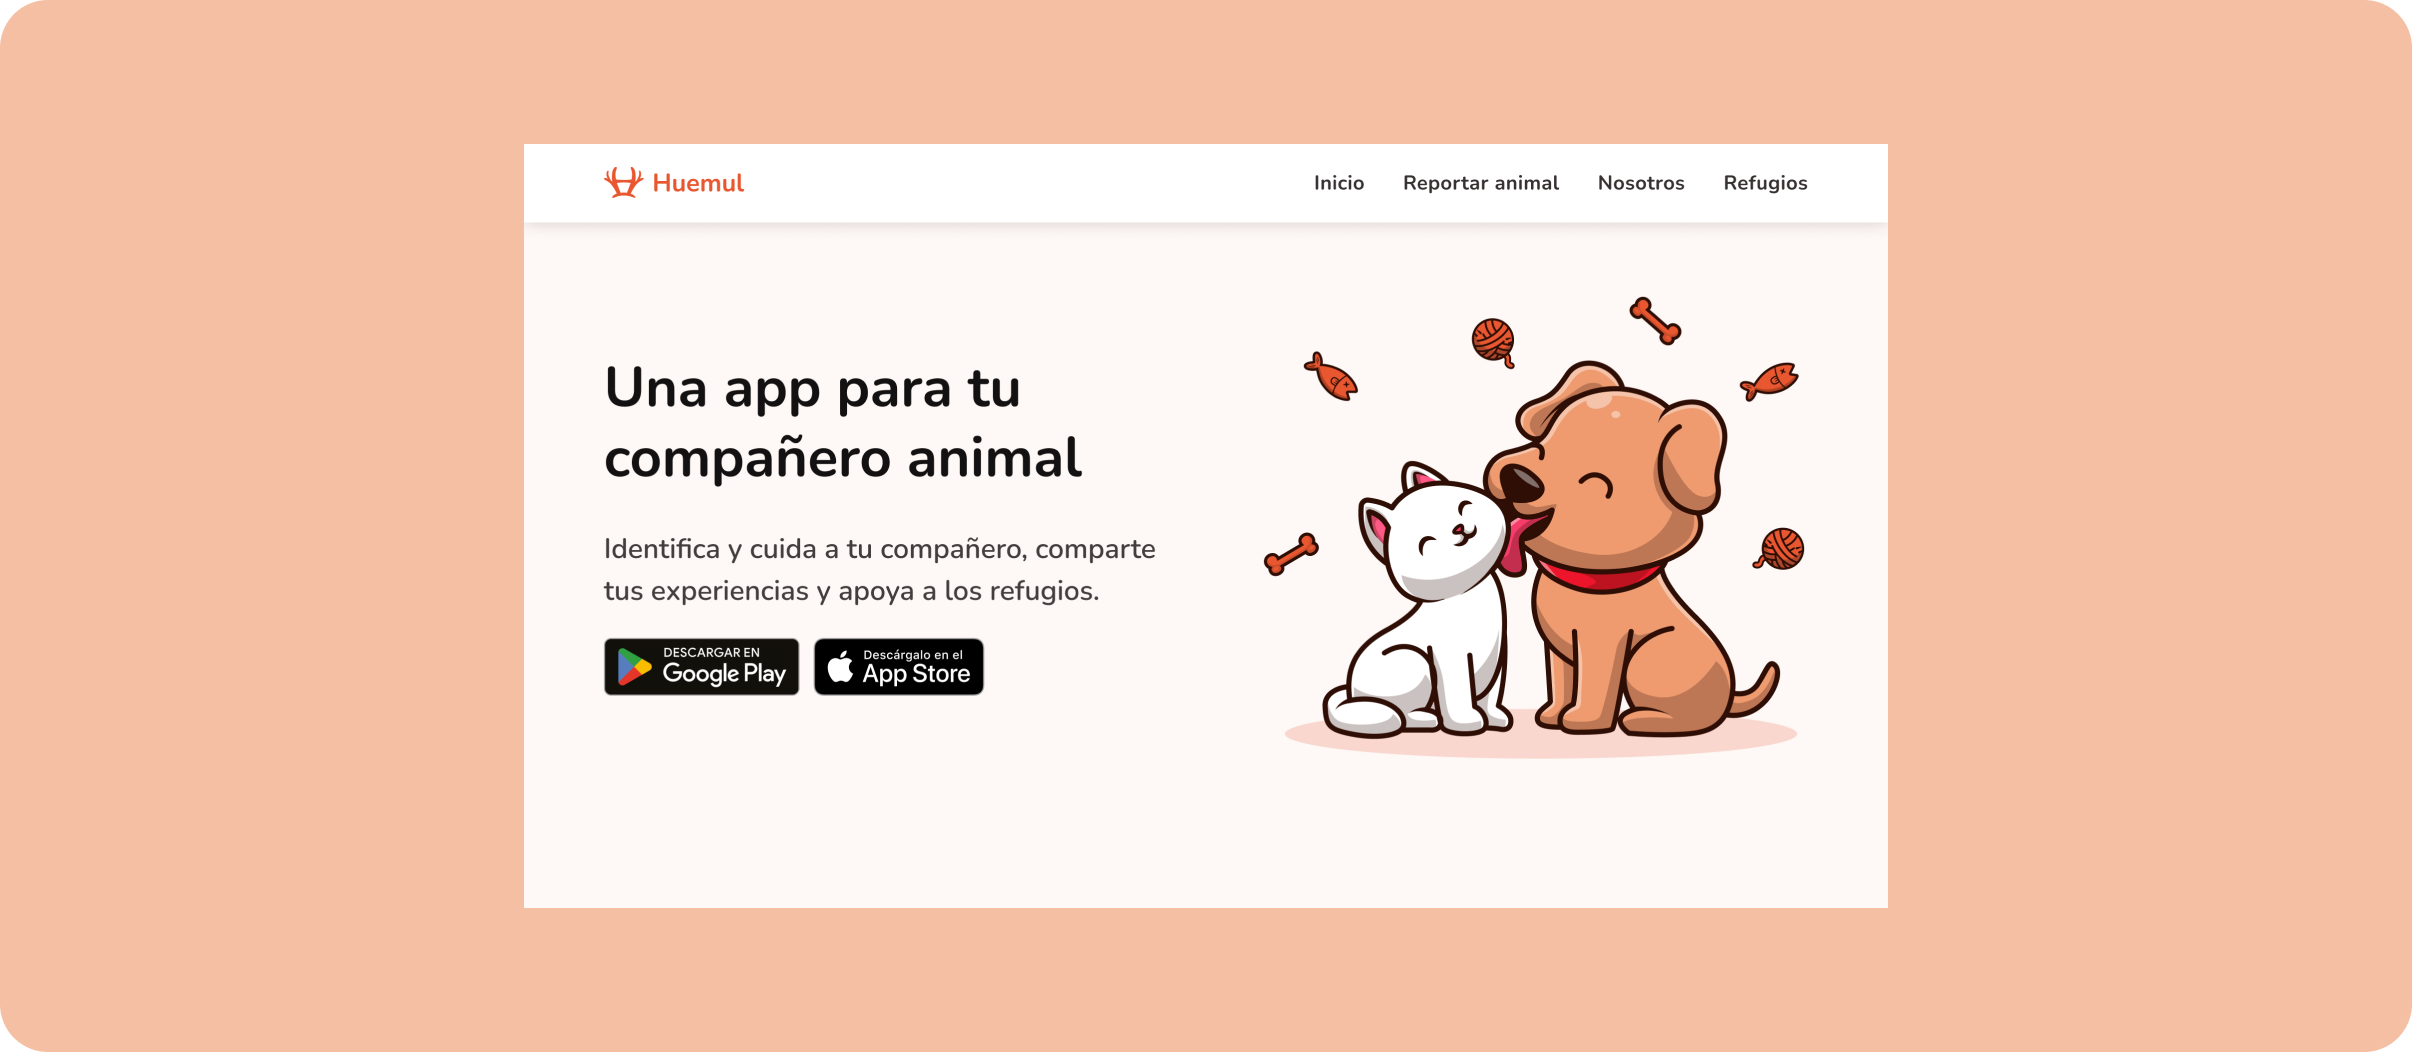 Huemul
Inicio
Reportar animal
Nosotros
Refugios
Una app para tu
compañero animal
Identifica y cuida a tu compañero, comparte
tus experiencias y apoya a los refugios.
DESCARGAR EN
Google Play
Descárgalo en el
App Store